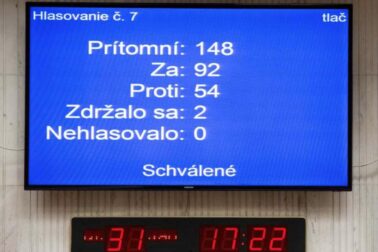 Hlasovanie č. 7 tlač
Prítomní: 148
Za: 92
Proti: 54
Zdržalo sa: 2
Nehlasovalo: 0
Schválené
31 17:22